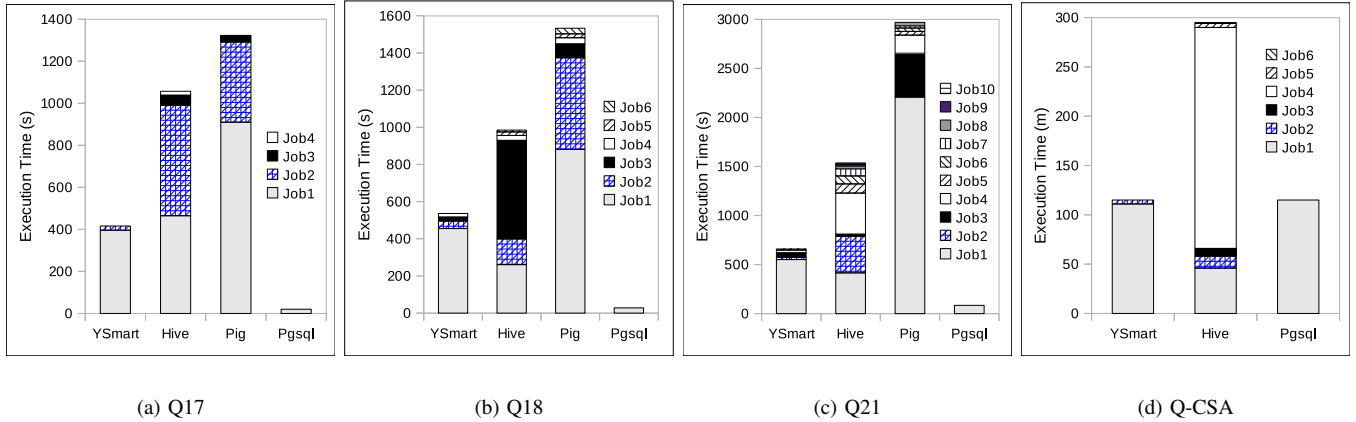 1400
1200
1000
800
600
400
200
0
Execution Time (s)
Job4
Job3
Job2
Job1
YSmart Hive Pig Pgsql
(a) Q17
1600
1400
1200
1000
800
600
400
200
0
Execution Time (s)
Job6
Job5
Job4
Job3
Job2
Job1
YSmart Hive Pig Pgsql
(b) Q18
3000
2500
2000
1500
1000
500
0
Execution Time (s)
Job10
Job9
Job8
Job7
Job6
Job5
Job4
Job3
Job2
Job1
YSmart Hive Pig Pgsql
(c) Q21
300
250
200
150
100
50
0
Execution Time (m)
Job6
Job5
Job4
Job3
Job2
Job1
YSmart Hive Pgsql
(d) Q-CSA